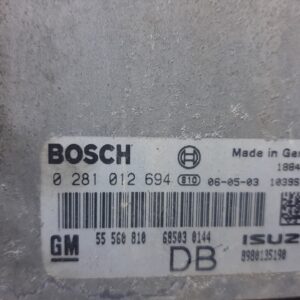 BOSCH Made in Ger
1884
0 281 012 694 B10 06-05-03 10398
GM 55 560 810 68503 0144 ISUZ
DB 8980135190